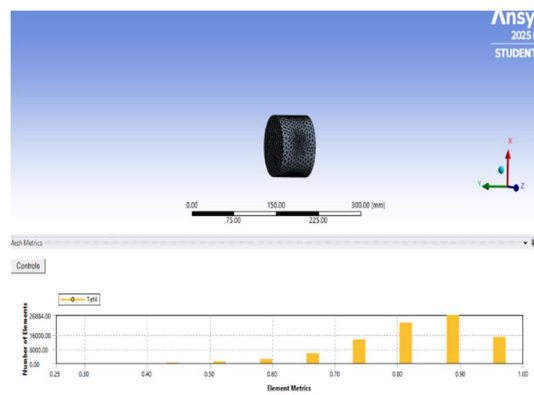 Ansy
2025
STUDENT
X
Y
Z
0.00 150.00 300.00 (mm)
75.00 225.00
Mesh Metrics
Controls
Tet4
Number of Elements
26884.00
16000.00
8000.00
0.00
0.25 0.30 0.40 0.50 0.60 0.70 0.80 0.90 1.00
Element Metrics